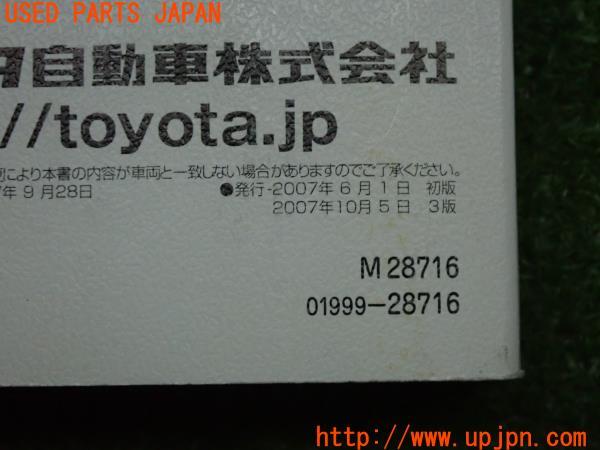 USED PARTS JAPAN
自動車株式会社
//toyota.jp
により本書の内容が車両と一致しない場合がありますのでご了承ください。
年 9 月28日
●発行-2007年 6 月 1 日 初版
2007年10月 5 日 3版
M 28716
01999-28716
http://www.upjpn.com/